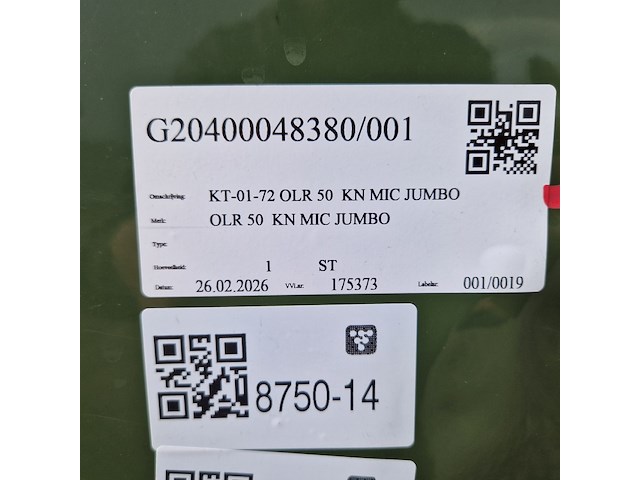 G20400048380/001
Omschrijving: KT-01-72 OLR 50 KN MIC JUMBO
Merk: OLR 50 KN MIC JUMBO
Type:
Hoeveelheid: 1 ST
Datum: 26.02.2026 VVLnr: 175373 Labelnr: 001/0019
8750-14